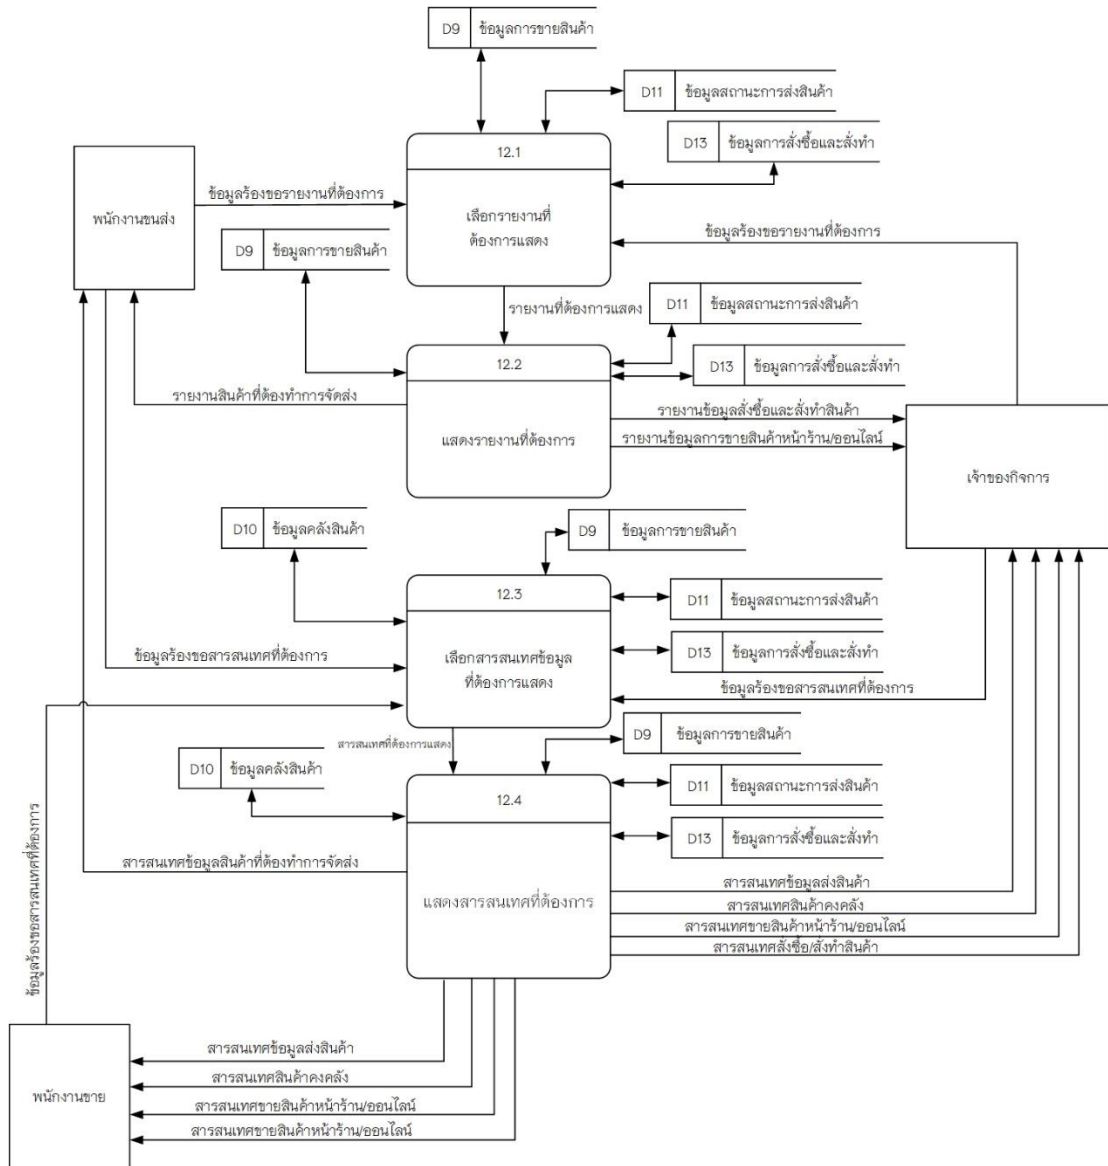 D9 ข้อมูลการขายสินค้า
D11 ข้อมูลสถานะการส่งสินค้า
D13 ข้อมูลการสั่งซื้อและสั่งทำ
12.1
เลือกรายงานที่
ต้องการแสดง
ข้อมูลร้องขอรายงานที่ต้องการ
พนักงานขนส่ง
ข้อมูลร้องขอรายงานที่ต้องการ
D9 ข้อมูลการขายสินค้า
รายงานที่ต้องการแสดง
D11 ข้อมูลสถานะการส่งสินค้า
D13 ข้อมูลการสั่งซื้อและสั่งทำ
12.2
แสดงรายงานที่ต้องการ
รายงานสินค้าที่ต้องทำการจัดส่ง
รายงานข้อมูลสั่งซื้อและสั่งทำสินค้า
รายงานข้อมูลการขายสินค้าหน้าร้าน/ออนไลน์
เจ้าของกิจการ
D10 ข้อมูลคลังสินค้า
D9 ข้อมูลการขายสินค้า
12.3
เลือกสารสนเทศข้อมูล
ที่ต้องการแสดง
D11 ข้อมูลสถานะการส่งสินค้า
D13 ข้อมูลการสั่งซื้อและสั่งทำ
ข้อมูลร้องขอสารสนเทศที่ต้องการ
ข้อมูลร้องขอสารสนเทศที่ต้องการ
สารสนเทศที่ต้องการแสดง
D9 ข้อมูลการขายสินค้า
D10 ข้อมูลคลังสินค้า
12.4
แสดงสารสนเทศที่ต้องการ
D11 ข้อมูลสถานะการส่งสินค้า
D13 ข้อมูลการสั่งซื้อและสั่งทำ
สารสนเทศข้อมูลสินค้าที่ต้องทำการจัดส่ง
สารสนเทศข้อมูลส่งสินค้า
สารสนเทศสินค้าคงคลัง
สารสนเทศขายสินค้าหน้าร้าน/ออนไลน์
สารสนเทศสั่งซื้อ/สั่งทำสินค้า
ข้อมูลร้องขอสารสนเทศที่ต้องการ
พนักงานขาย
สารสนเทศข้อมูลส่งสินค้า
สารสนเทศสินค้าคงคลัง
สารสนเทศขายสินค้าหน้าร้าน/ออนไลน์
สารสนเทศขายสินค้าหน้าร้าน/ออนไลน์